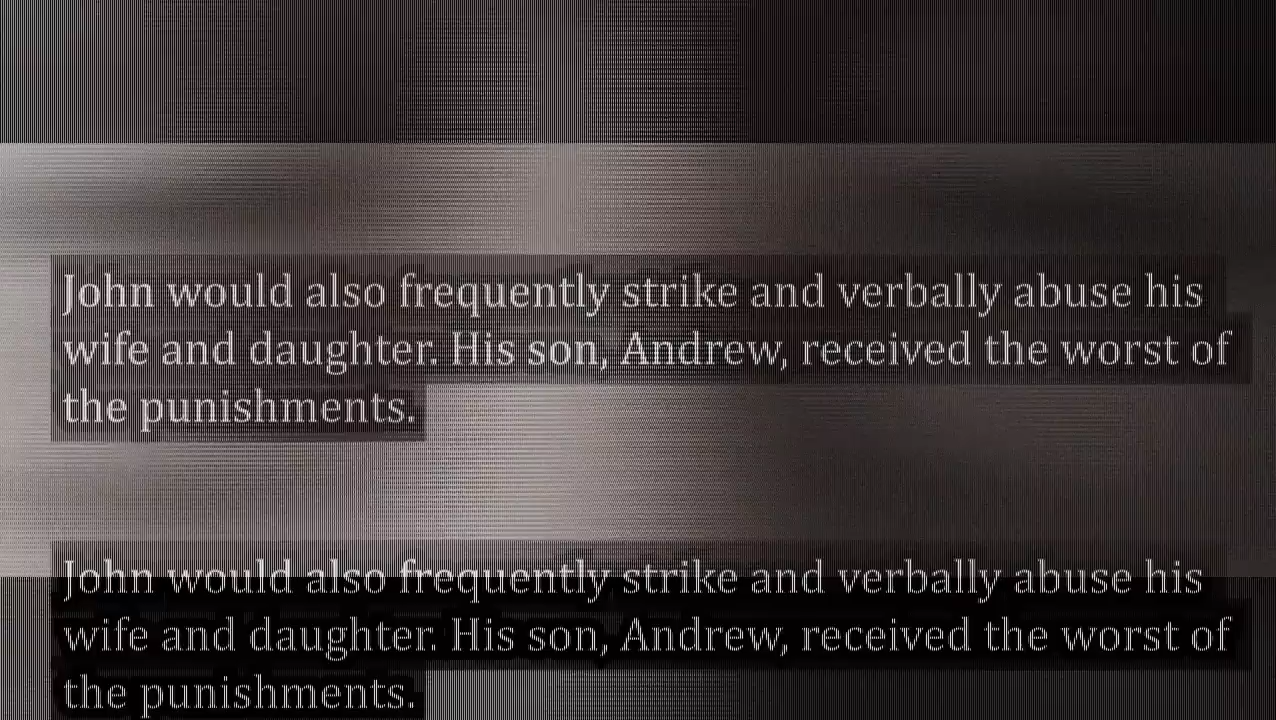 John would also frequently strike and verbally abuse his
wife and daughter. His son, Andrew, received the worst of
the punishments.
John would also frequently strike and verbally abuse his
wife and daughter. His son, Andrew, received the worst of
the punishments.